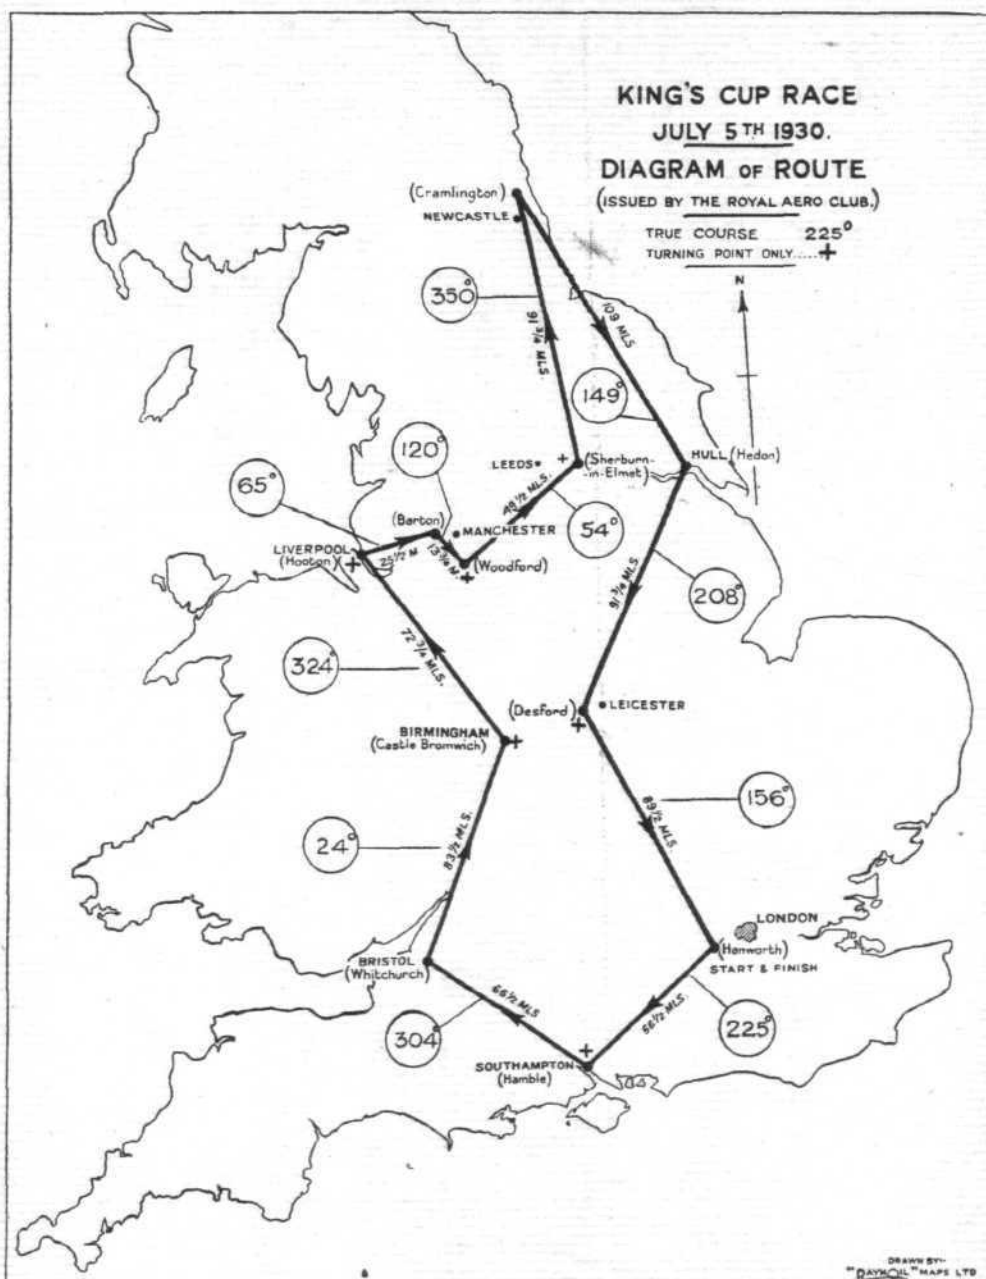 KING'S CUP RACE
JULY 5TH 1930.
DIAGRAM OF ROUTE
(ISSUED BY THE ROYAL AERO CLUB.)
TRUE COURSE 225°
TURNING POINT ONLY.....+
N
(Cramlington)
NEWCASTLE
350°
91 3/4 MLS.
109 MLS
149°
120°
LEEDS
(Sherburn-
-in-Elmet)
HULL (Hedon)
65°
49 1/2 MLS.
54°
(Barton)
MANCHESTER
LIVERPOOL
(Hooton)
25 1/2 M
13 3/4 M.
(Woodford)
91 3/4 MLS
208°
324°
72 3/4 MLS.
(Desford)
LEICESTER
BIRMINGHAM
(Castle Bromwich)
156°
89 1/2 MLS.
24°
83 1/2 MLS.
LONDON
(Hanworth)
START & FINISH
BRISTOL
(Whitchurch)
66 1/2 MLS
56 1/2 MLS.
225°
304°
SOUTHAMPTON
(Hamble)
DRAWN BY:-
"DAYROIL" MAPS LTD